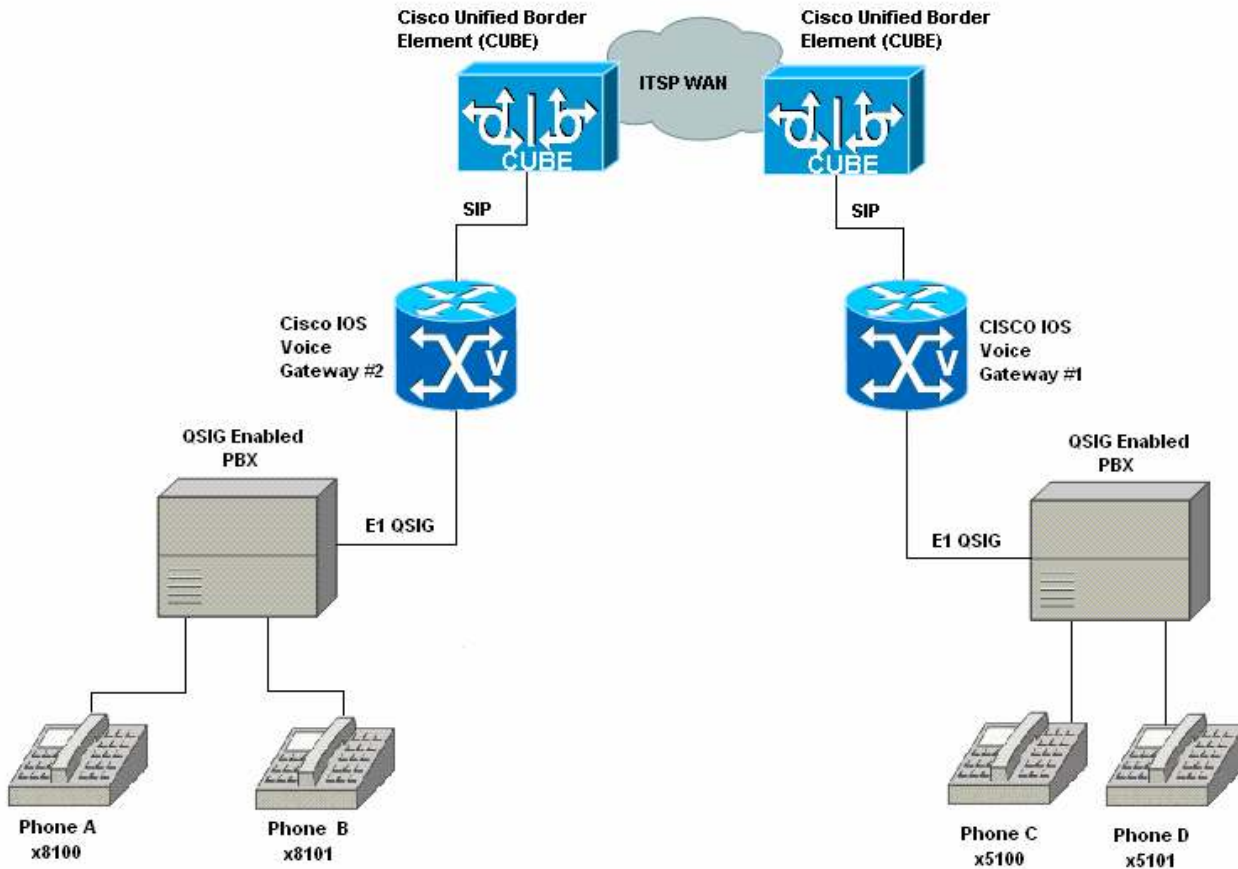 Cisco Unified Border
Element (CUBE)
Cisco Unified Border
Element (CUBE)
ITSP WAN
CUBE
CUBE
SIP
SIP
Cisco IOS
Voice
Gateway #2
V
CISCO IOS
Voice
Gateway #1
V
QSIG Enabled
PBX
QSIG Enabled
PBX
E1 QSIG
E1 QSIG
Phone A
x8100
Phone B
x8101
Phone C
x5100
Phone D
x5101